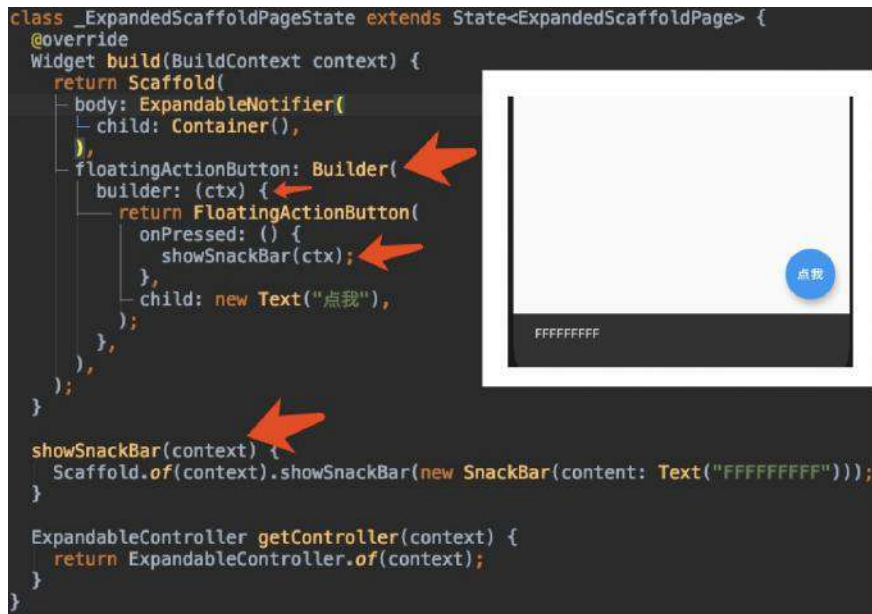 class _ExpandedScaffoldPageState extends State<ExpandedScaffoldPage> {
@override
Widget build(BuildContext context) {
return Scaffold(
body: ExpandableNotifier(
child: Container(),
),
floatingActionButton: Builder(
builder: (ctx) {
return FloatingActionButton(
onPressed: () {
showSnackBar(ctx);
},
child: new Text("点我"),
);
},
),
);
}
点我
FFFFFFFFF
showSnackBar(context) {
Scaffold.of(context).showSnackBar(new SnackBar(content: Text("FFFFFFFFF")));
}
ExpandableController getController(context) {
return ExpandableController.of(context);
}
}